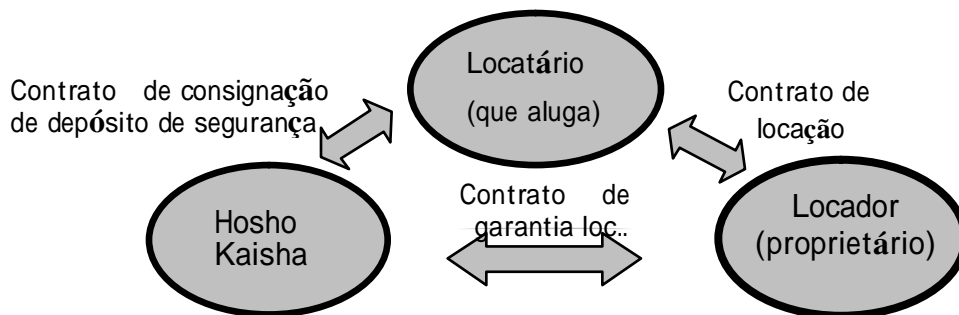 Locatário
(que aluga)
Contrato de consignação
de depósito de segurança
Contrato de
locação
Contrato de
garantia loc..
Hosho
Kaisha
Locador
(proprietário)